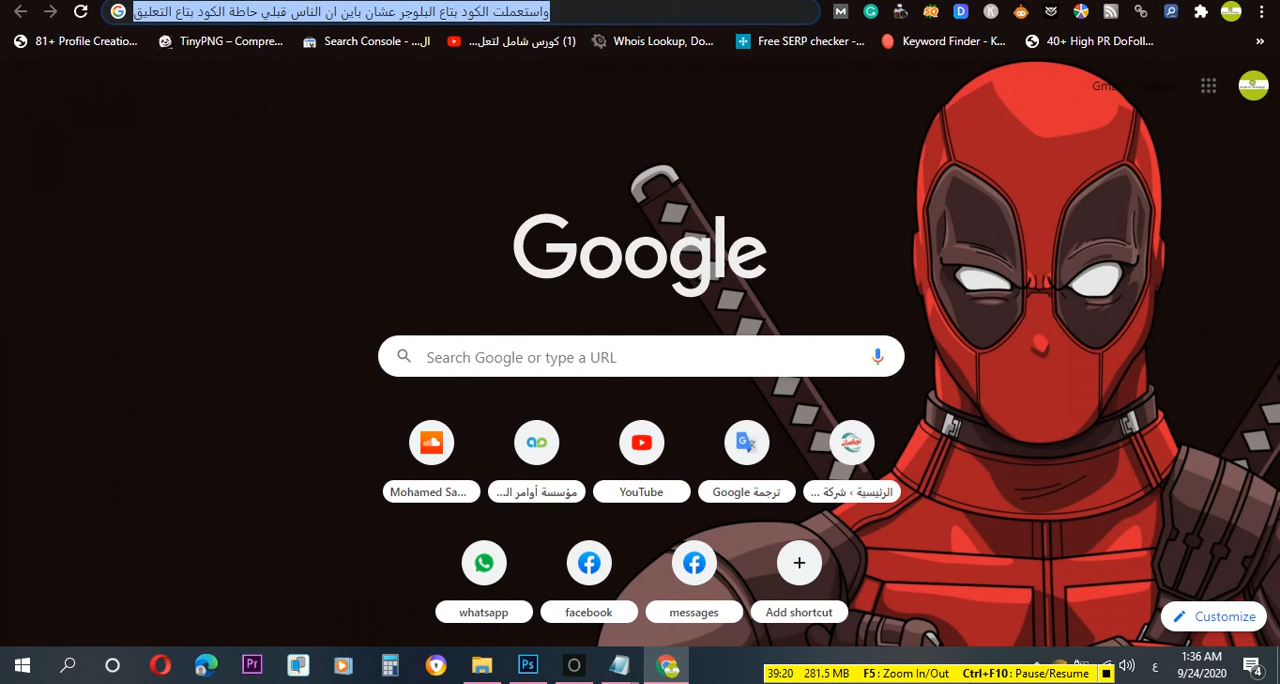 واستعملت الكود بتاع البلوجر عشان باين ان الناس قبلي حاطة الكود بتاع التعليق
81+ Profile Creatio...
TinyPNG – Compre...
Search Console - ...ال
(1) كورس شامل لتعل...
Whois Lookup, Do...
Free SERP checker -...
Keyword Finder - K...
40+ High PR DoFoll...
»
Google
Search Google or type a URL
Mohamed Sa...
مؤسسة أوامر ال...
YouTube
ترجمة Google
الرئيسية › شركة ...
whatsapp
facebook
messages
Add shortcut
Customize
39:20 281.5 MB F5: Zoom In/Out Ctrl+F10: Pause/Resume
ع
1:36 AM
9/24/2020
4